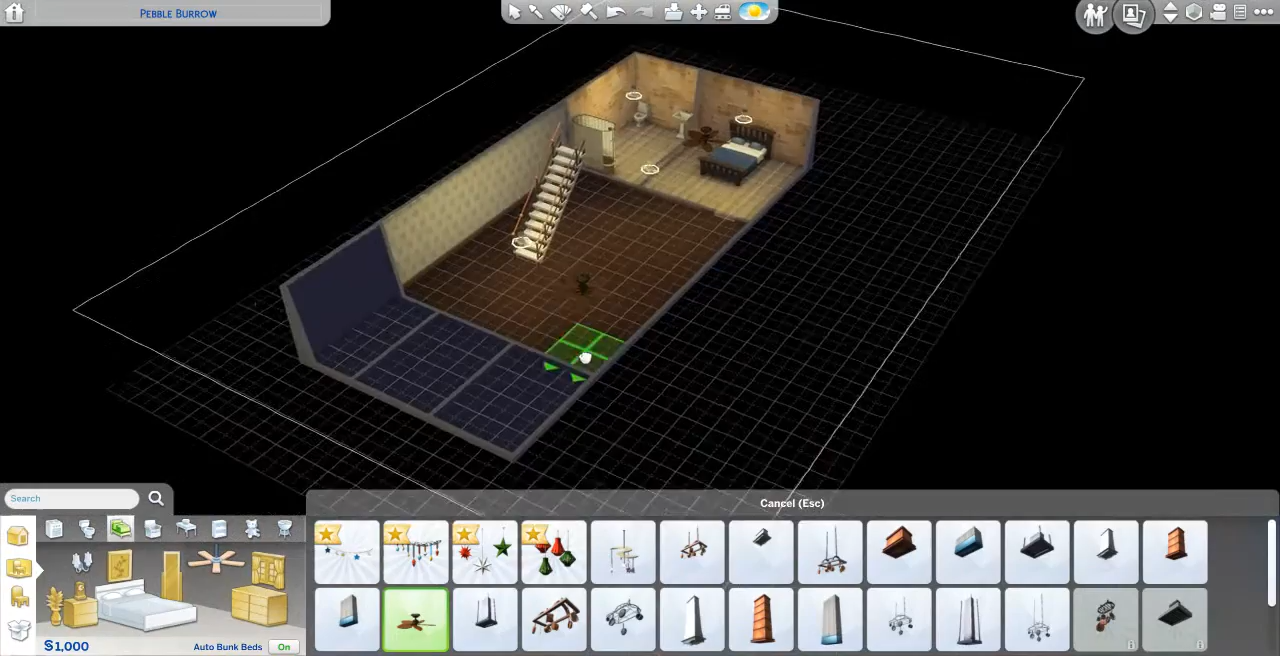 Pebble Burrow
Cancel (Esc)
Search
§1,000
Auto Bunk Beds
On